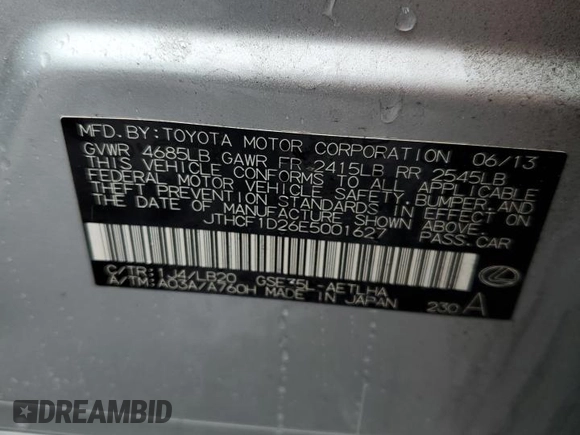 MFD. BY: TOYOTA MOTOR CORPORATION 06/13
GVWR 4685LB GAWR FR 2415LB RR 2545LB
THIS VEHICLE CONFORMS TO ALL APPLICABLE
FEDERAL MOTOR VEHICLE SAFETY, BUMPER, AND
THEFT PREVENTION STANDARDS IN EFFECT ON
THE DATE OF MANUFACTURE SHOWN ABOVE.
JTHCF1D26E5001627 PASS.CAR
C/TR: 1J4/LB20 L-AETLHA
A/TM: A03A/A760H MADE IN JAPAN 230 A
DREAMBID